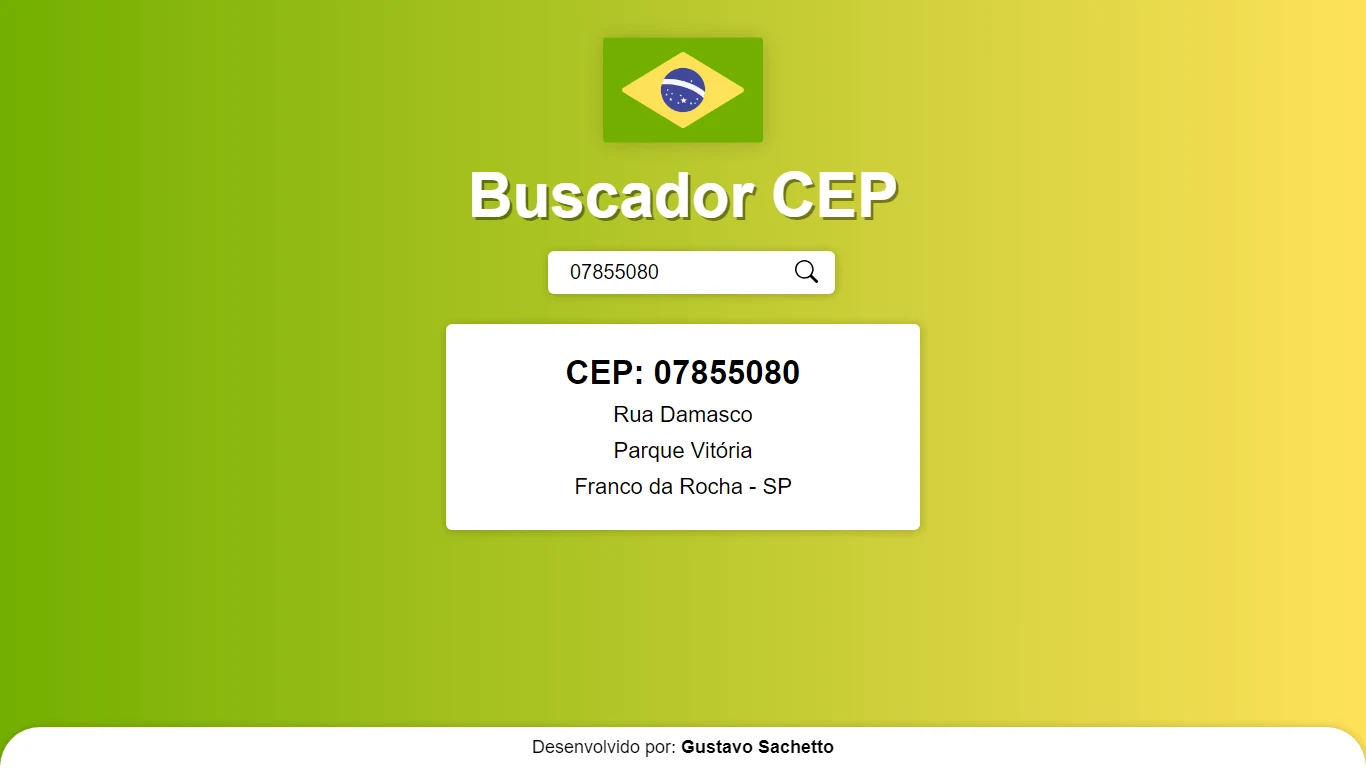 Buscador CEP
07855080
CEP: 07855080
Rua Damasco
Parque Vitória
Franco da Rocha - SP
Desenvolvido por: Gustavo Sachetto